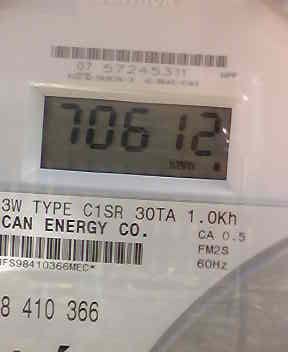 07 57245311
70612
3W TYPE C1SR 30TA 1.0Kh
CAN ENERGY CO.
CA 0.5
FM2S
60Hz
IFS98410366MEC*
8 410 366